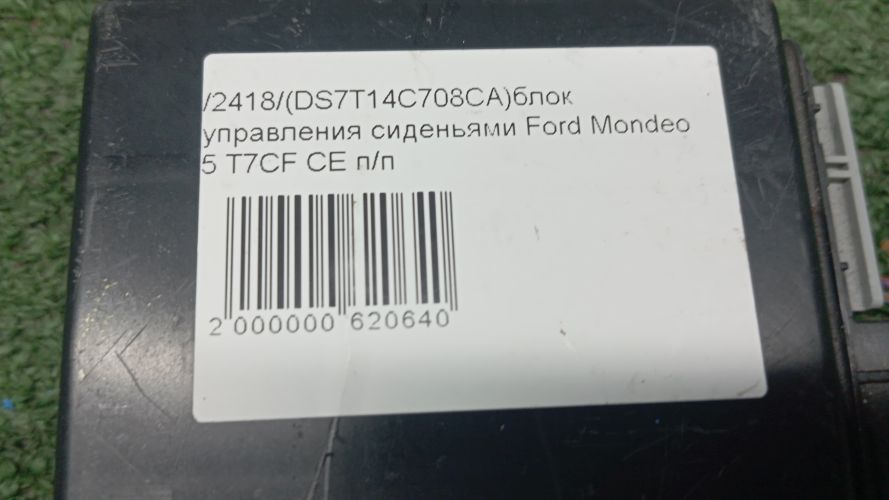 /2418/(DS7T14C708CA)блок
управления сиденьями Ford Mondeo
5 T7CF CE п/п
2 000000 620640